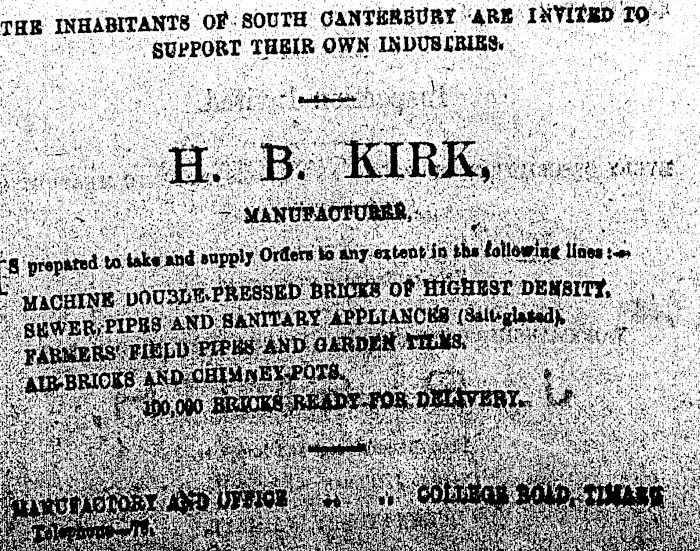 THE INHABITANTS OF SOUTH CANTERBURY ARE INVITED TO
SUPPORT THEIR OWN INDUSTRIES.
H. B. KIRK,
MANUFACTURER,
IS prepared to take and supply Orders to any extent in the following lines :—
MACHINE DOUBLE-PRESSED BRICKS OF HIGHEST DENSITY.
SEWER PIPES AND SANITARY APPLIANCES (Salt-glazed).
FARMERS' FIELD PIPES AND GARDEN TILES.
AIR-BRICKS AND CHIMNEY-POTS.
100,000 BRICKS READY FOR DELIVERY.
MANUFACTORY AND OFFICE .. .. COLLEGE ROAD, TIMARU
Telephone—